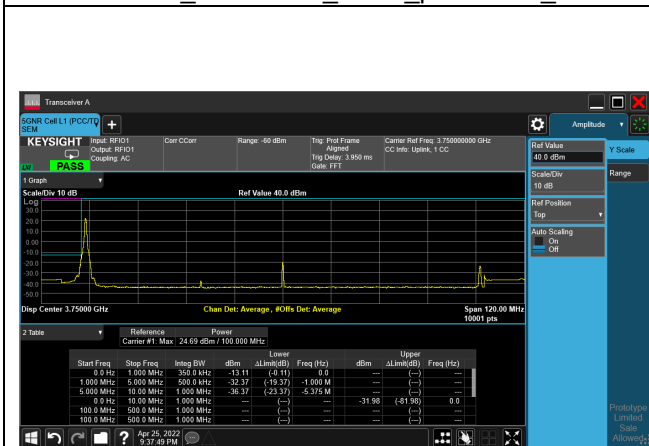 Transceiver A
5GNR Cell L1 (PCC/TD
SEM
+
Amplitude
KEYSIGHT
LVI
PASS
Input: RFIO1
Output: RFIO1
Coupling: AC
Corr CCorr
Range: -60 dBm
Trig: Prot Frame
Aligned
Trig Delay: 3.950 ms
Gate: FFT
Carrier Ref Freq: 3.750000000 GHz
CC Info: Uplink, 1 CC
Ref Value
40.0 dBm
Scale/Div
10 dB
Ref Position
Top
Auto Scaling
On
Off
Y Scale
Range
1 Graph
Scale/Div 10 dB
Ref Value 40.0 dBm
Log
30.0
20.0
10.0
0.00
-10.0
-20.0
-30.0
-40.0
-50.0
Disp Center 3.75000 GHz
Chan Det: Average , #Offs Det: Average
Span 120.00 MHz
10001 pts
2 Table
Reference Power
Carrier #1: Max 24.69 dBm / 100.000 MHz
Lower Upper
Start Freq Stop Freq Integ BW dBm ΔLimit(dB) Freq (Hz) dBm ΔLimit(dB) Freq (Hz)
0.0 Hz 1.000 MHz 350.0 kHz -13.11 (-0.11) 0.0 --- (---) ---
1.000 MHz 5.000 MHz 500.0 kHz -32.37 (-19.37) -1.000 M --- (---) ---
5.000 MHz 10.00 MHz 1.000 MHz -36.37 (-23.37) -5.375 M --- (---) ---
0.0 Hz 10.00 MHz 1.000 MHz --- (---) --- -31.98 (-81.98) 0.0
100.0 MHz 500.0 MHz 1.000 MHz --- (---) --- --- (---) ---
100.0 MHz 500.0 MHz 1.000 MHz --- (---) --- --- (---) ---
Prototype
Limited
Sale
Allowed
?
Apr 25, 2022
9:37:49 PM